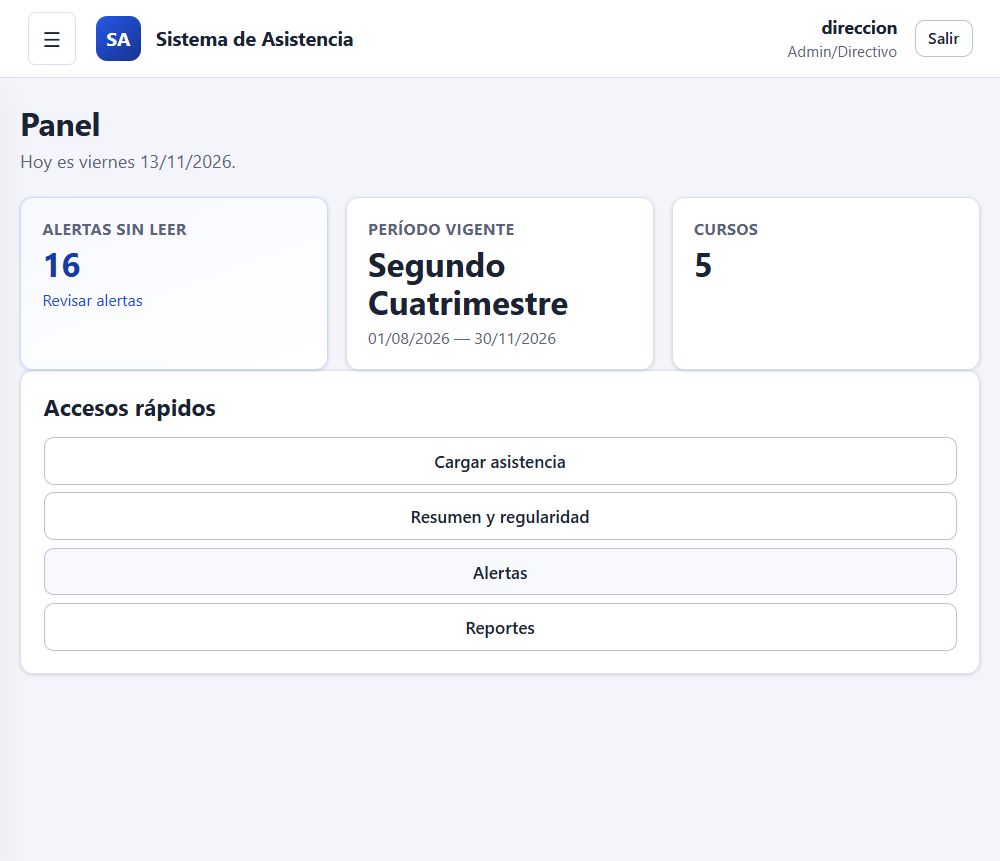 ☰
SA
Sistema de Asistencia
direccion
Admin/Directivo
Salir
Panel
Hoy es viernes 13/11/2026.
ALERTAS SIN LEER
16
Revisar alertas
PERÍODO VIGENTE
Segundo
Cuatrimestre
01/08/2026 — 30/11/2026
CURSOS
5
Accesos rápidos
Cargar asistencia
Resumen y regularidad
Alertas
Reportes